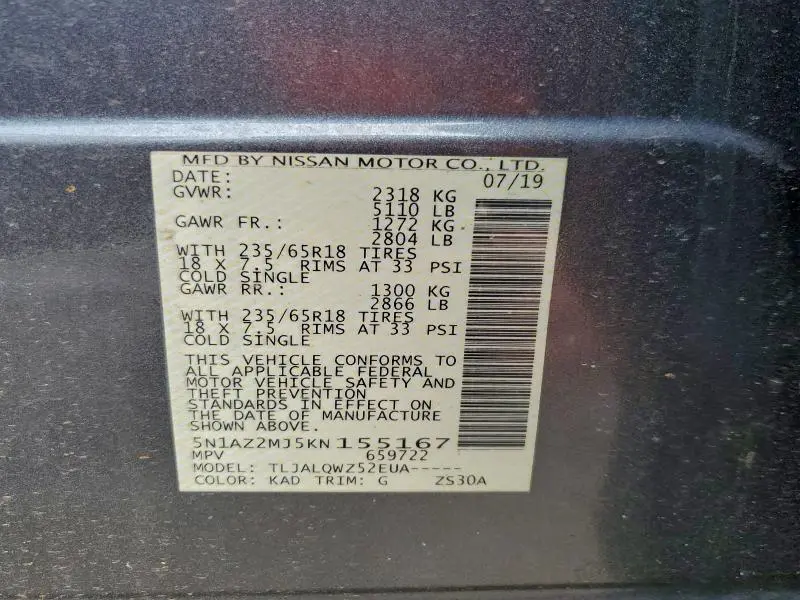 MFD BY NISSAN MOTOR CO., LTD.
DATE: 07/19
GVWR: 2318 KG
5110 LB
GAWR FR.: 1272 KG
2804 LB
WITH 235/65R18 TIRES
18 X 7.5 RIMS AT 33 PSI
COLD SINGLE
GAWR RR.: 1300 KG
2866 LB
WITH 235/65R18 TIRES
18 X 7.5 RIMS AT 33 PSI
COLD SINGLE
THIS VEHICLE CONFORMS TO
ALL APPLICABLE FEDERAL
MOTOR VEHICLE SAFETY AND
THEFT PREVENTION
STANDARDS IN EFFECT ON
THE DATE OF MANUFACTURE
SHOWN ABOVE.
5N1AZ2MJ5KN155167
MPV 659722
MODEL: TLJALQWZ52EUA-----
COLOR: KAD TRIM: G ZS30A